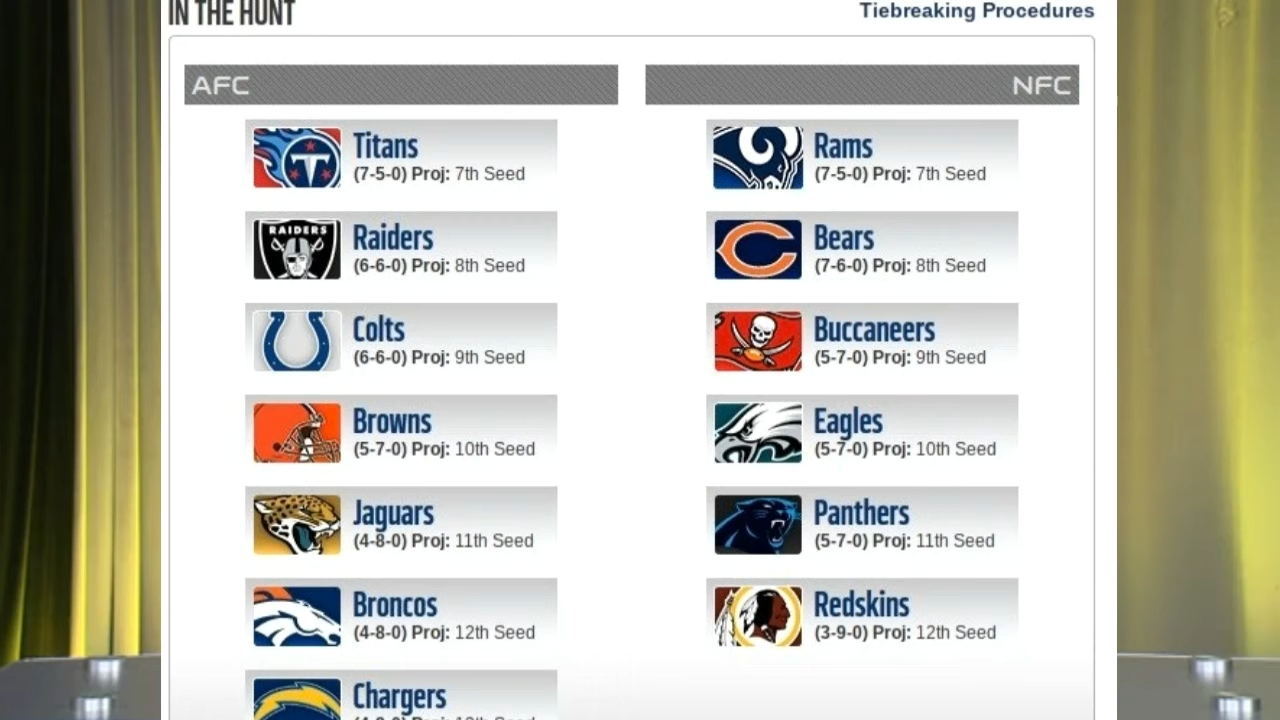 IN THE HUNT
Tiebreaking Procedures
AFC
NFC
Titans
(7-5-0) Proj: 7th Seed
RAIDERS
Raiders
(6-6-0) Proj: 8th Seed
Colts
(6-6-0) Proj: 9th Seed
Browns
(5-7-0) Proj: 10th Seed
Jaguars
(4-8-0) Proj: 11th Seed
Broncos
(4-8-0) Proj: 12th Seed
Chargers
Rams
(7-5-0) Proj: 7th Seed
Bears
(7-6-0) Proj: 8th Seed
Buccaneers
(5-7-0) Proj: 9th Seed
Eagles
(5-7-0) Proj: 10th Seed
Panthers
(5-7-0) Proj: 11th Seed
Redskins
(3-9-0) Proj: 12th Seed